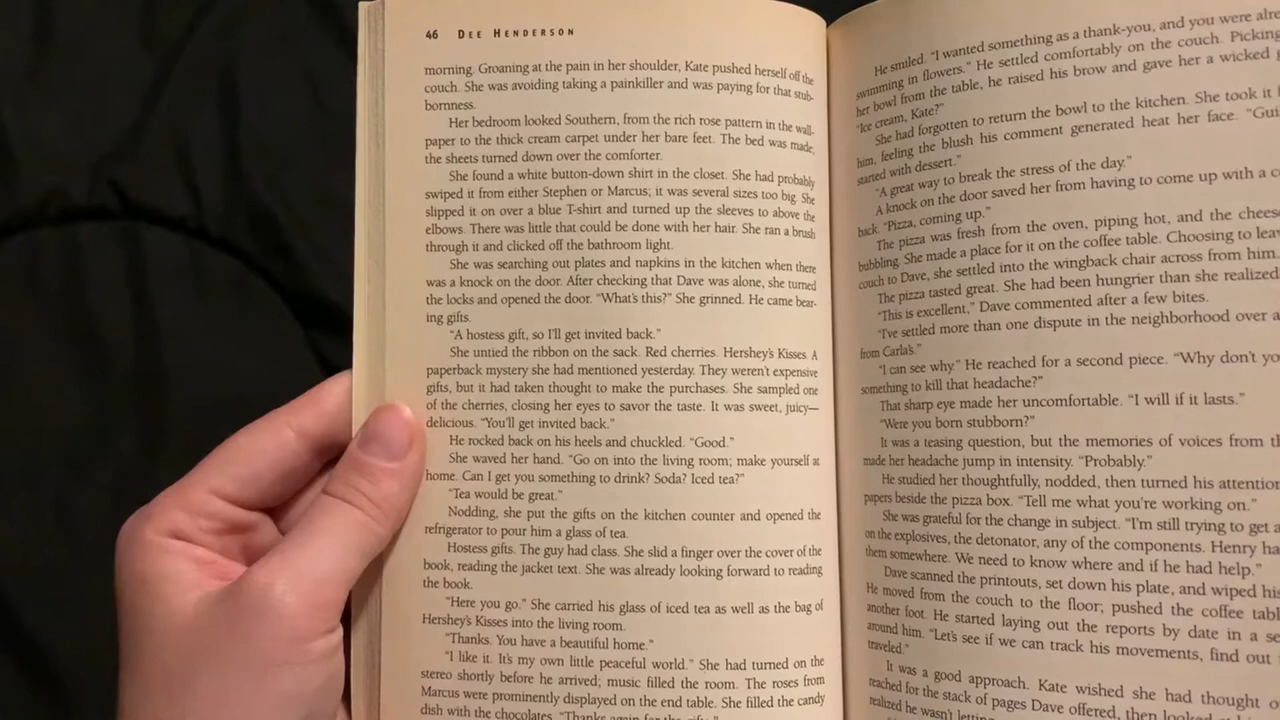 46 DEE HENDERSON
morning. Groaning at the pain in her shoulder, Kate pushed herself off the
couch. She was avoiding taking a painkiller and was paying for that stub-
bornness.
Her bedroom looked Southern, from the rich rose pattern in the wall-
paper to the thick cream carpet under her bare feet. The bed was made,
the sheets turned down over the comforter.
She found a white button-down shirt in the closet. She had probably
swiped it from either Stephen or Marcus; it was several sizes too big. She
slipped it on over a blue T-shirt and turned up the sleeves to above the
elbows. There was little that could be done with her hair. She ran a brush
through it and clicked off the bathroom light.
She was searching out plates and napkins in the kitchen when there
was a knock on the door. After checking that Dave was alone, she turned
the locks and opened the door. “What’s this?” She grinned. He came bear-
ing gifts.
“A hostess gift, so I’ll get invited back.”
She untied the ribbon on the sack. Red cherries. Hershey’s Kisses. A
paperback mystery she had mentioned yesterday. They weren’t expensive
gifts, but it had taken thought to make the purchases. She sampled one
of the cherries, closing her eyes to savor the taste. It was sweet, juicy—
delicious. “You’ll get invited back.”
He rocked back on his heels and chuckled. “Good.”
She waved her hand. “Go on into the living room; make yourself at
home. Can I get you something to drink? Soda? Iced tea?”
“Tea would be great.”
Nodding, she put the gifts on the kitchen counter and opened the
refrigerator to pour him a glass of tea.
Hostess gifts. The guy had class. She slid a finger over the cover of the
book, reading the jacket text. She was already looking forward to reading
the book.
“Here you go.” She carried his glass of iced tea as well as the bag of
Hershey’s Kisses into the living room.
“Thanks. You have a beautiful home.”
“I like it. It’s my own little peaceful world.” She had turned on the
stereo shortly before he arrived; music filled the room. The roses from
Marcus were prominently displayed on the end table. She filled the candy
dish with the chocolates. “Thanks again for the
He smiled. “I wanted something as a thank-you, and you were alre
swimming in flowers.” He settled comfortably on the couch. Picking
her bowl from the table, he raised his brow and gave her a wicked
“Ice cream, Kate?”
She had forgotten to return the bowl to the kitchen. She took it
him, feeling the blush his comment generated heat her face. “Gui
started with dessert.”
“A great way to break the stress of the day.”
A knock on the door saved her from having to come up with a c
back. “Pizza, coming up.”
The pizza was fresh from the oven, piping hot, and the chees
bubbling. She made a place for it on the coffee table. Choosing to lea
couch to Dave, she settled into the wingback chair across from him.
The pizza tasted great. She had been hungrier than she realized
“This is excellent,” Dave commented after a few bites.
“I’ve settled more than one dispute in the neighborhood over a
from Carla’s.”
“I can see why.” He reached for a second piece. “Why don’t yo
something to kill that headache?”
That sharp eye made her uncomfortable. “I will if it lasts.”
“Were you born stubborn?”
It was a teasing question, but the memories of voices from th
made her headache jump in intensity. “Probably.”
He studied her thoughtfully, nodded, then turned his attention
papers beside the pizza box. “Tell me what you’re working on.”
She was grateful for the change in subject. “I’m still trying to get a
on the explosives, the detonator, any of the components. Henry ha
them somewhere. We need to know where and if he had help.”
Dave scanned the printouts, set down his plate, and wiped his
He moved from the couch to the floor; pushed the coffee tabl
another foot. He started laying out the reports by date in a se
around him. “Let’s see if we can track his movements, find out
traveled.”
It was a good approach. Kate wished she had thought o
reached for the stack of pages Dave offered, then
realized he wasn’t